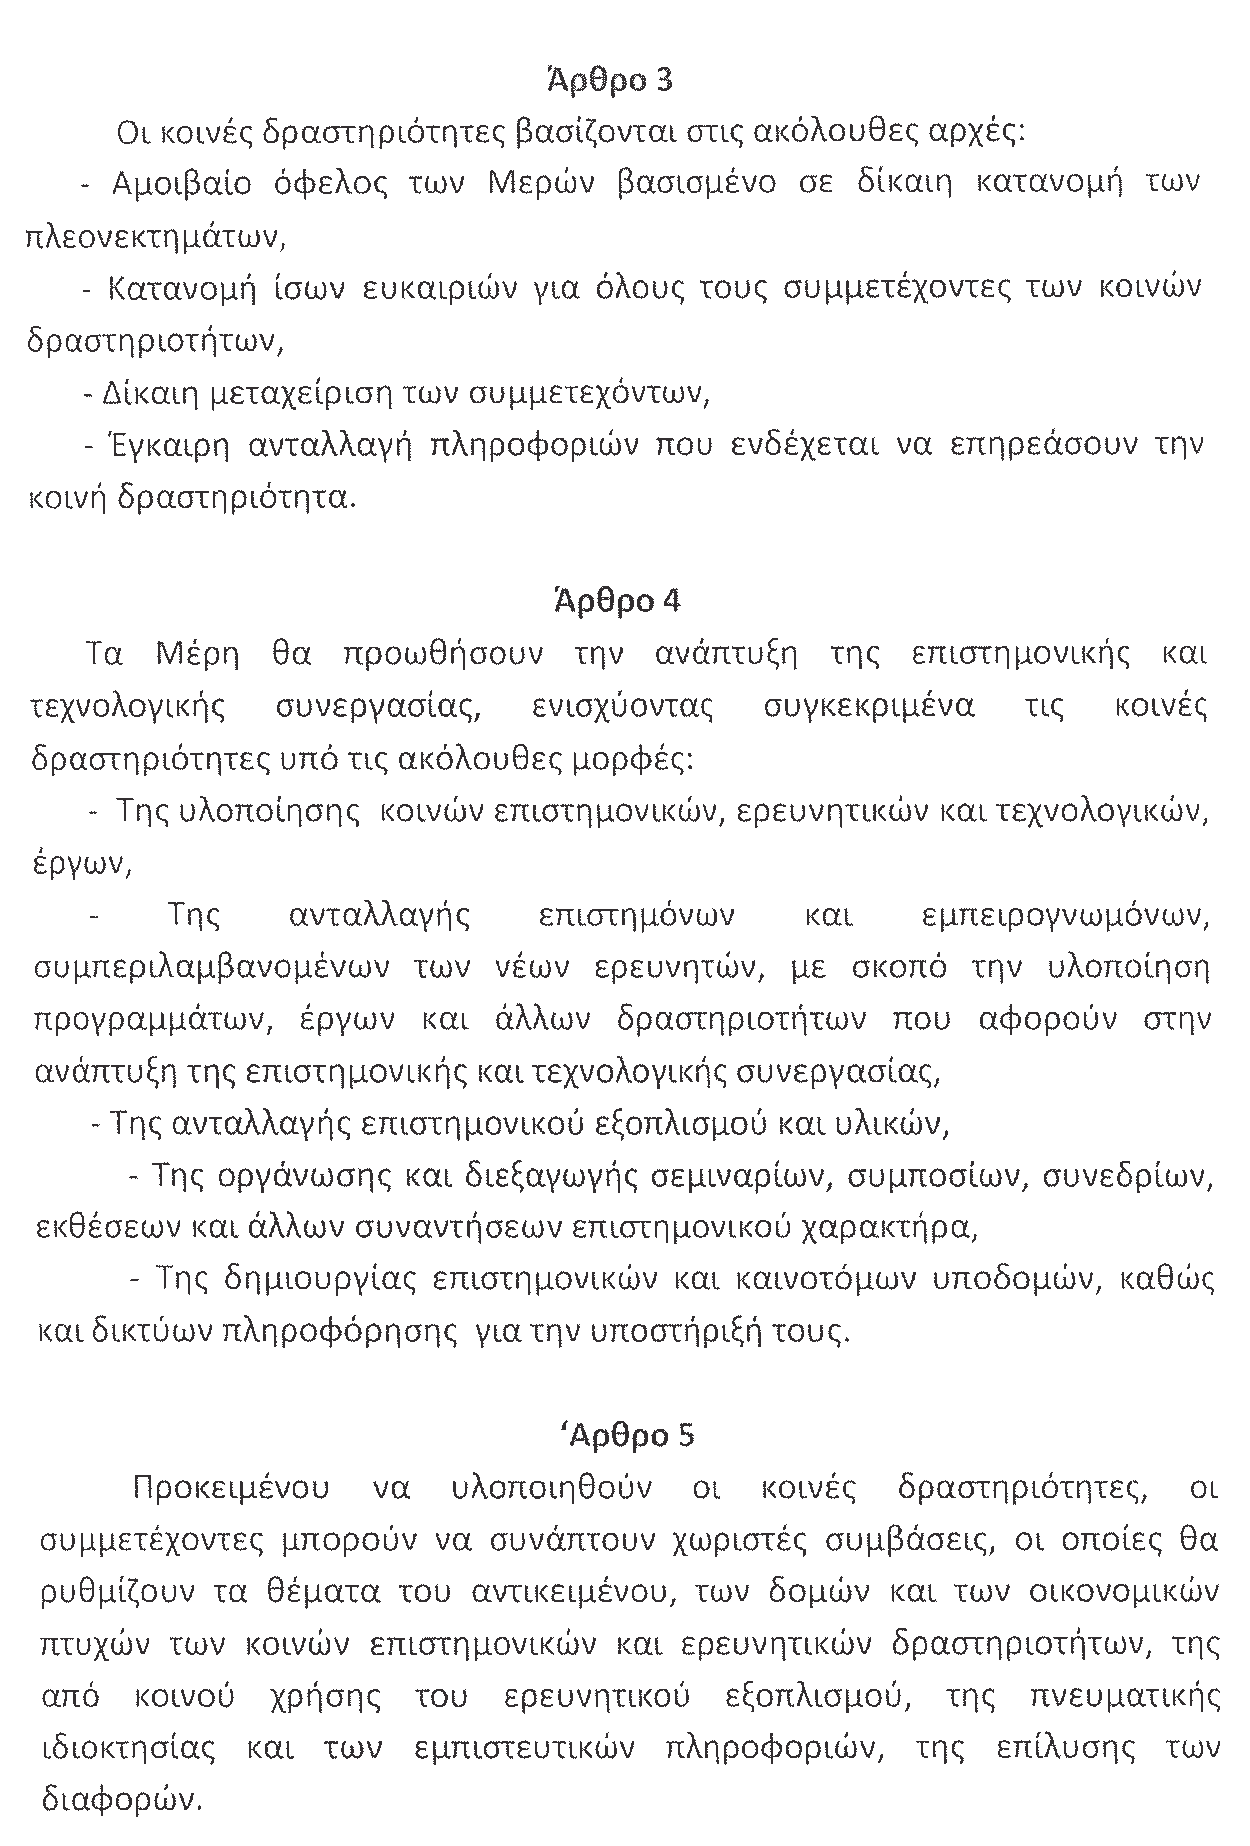 Άρθρο 3
Οι κοινές δραστηριότητες βασίζονται στις ακόλουθες αρχές:
- Αμοιβαίο όφελος των Μερών βασισμένο σε δίκαιη κατανομή των
πλεονεκτημάτων,
- Κατανομή ίσων ευκαιριών για όλους τους συμμετέχοντες των κοινών
δραστηριοτήτων,
- Δίκαιη μεταχείριση των συμμετεχόντων,
- Έγκαιρη ανταλλαγή πληροφοριών που ενδέχεται να επηρεάσουν την
κοινή δραστηριότητα.
Άρθρο 4
Τα Μέρη θα προωθήσουν την ανάπτυξη της επιστημονικής και
τεχνολογικής συνεργασίας, ενισχύοντας συγκεκριμένα τις κοινές
δραστηριότητες υπό τις ακόλουθες μορφές:
- Της υλοποίησης κοινών επιστημονικών, ερευνητικών και τεχνολογικών,
έργων,
- Της ανταλλαγής επιστημόνων και εμπειρογνωμόνων,
συμπεριλαμβανομένων των νέων ερευνητών, με σκοπό την υλοποίηση
προγραμμάτων, έργων και άλλων δραστηριοτήτων που αφορούν στην
ανάπτυξη της επιστημονικής και τεχνολογικής συνεργασίας,
- Της ανταλλαγής επιστημονικού εξοπλισμού και υλικών,
- Της οργάνωσης και διεξαγωγής σεμιναρίων, συμποσίων, συνεδρίων,
εκθέσεων και άλλων συναντήσεων επιστημονικού χαρακτήρα,
- Της δημιουργίας επιστημονικών και καινοτόμων υποδομών, καθώς
και δικτύων πληροφόρησης για την υποστήριξή τους.
‘Αρθρο 5
Προκειμένου να υλοποιηθούν οι κοινές δραστηριότητες, οι
συμμετέχοντες μπορούν να συνάπτουν χωριστές συμβάσεις, οι οποίες θα
ρυθμίζουν τα θέματα του αντικειμένου, των δομών και των οικονομικών
πτυχών των κοινών επιστημονικών και ερευνητικών δραστηριοτήτων, της
από κοινού χρήσης του ερευνητικού εξοπλισμού, της πνευματικής
ιδιοκτησίας και των εμπιστευτικών πληροφοριών, της επίλυσης των
διαφορών.